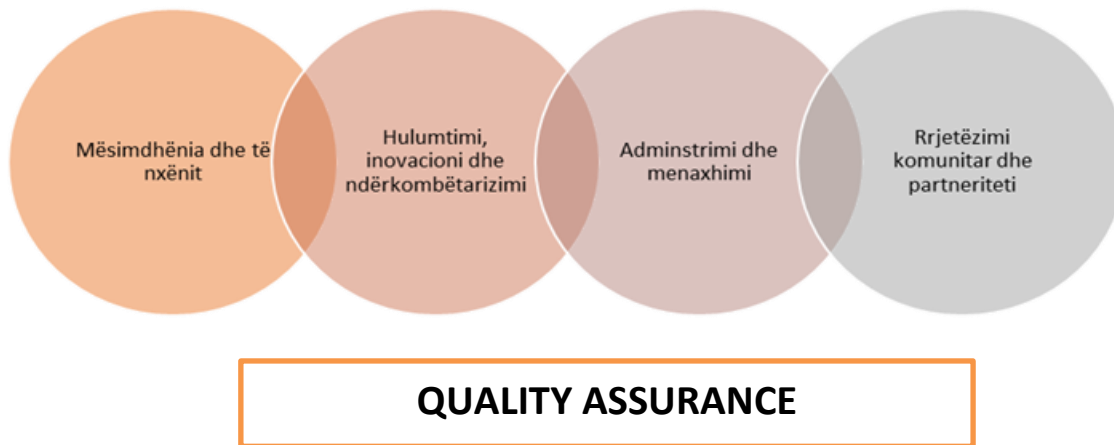 Mësimdhënia dhe të
nxënit
Hulumtimi,
inovacioni dhe
ndërkombëtarizimi
Adminstrimi dhe
menaxhimi
Rrjetëzimi
komunitar dhe
partneriteti
QUALITY ASSURANCE